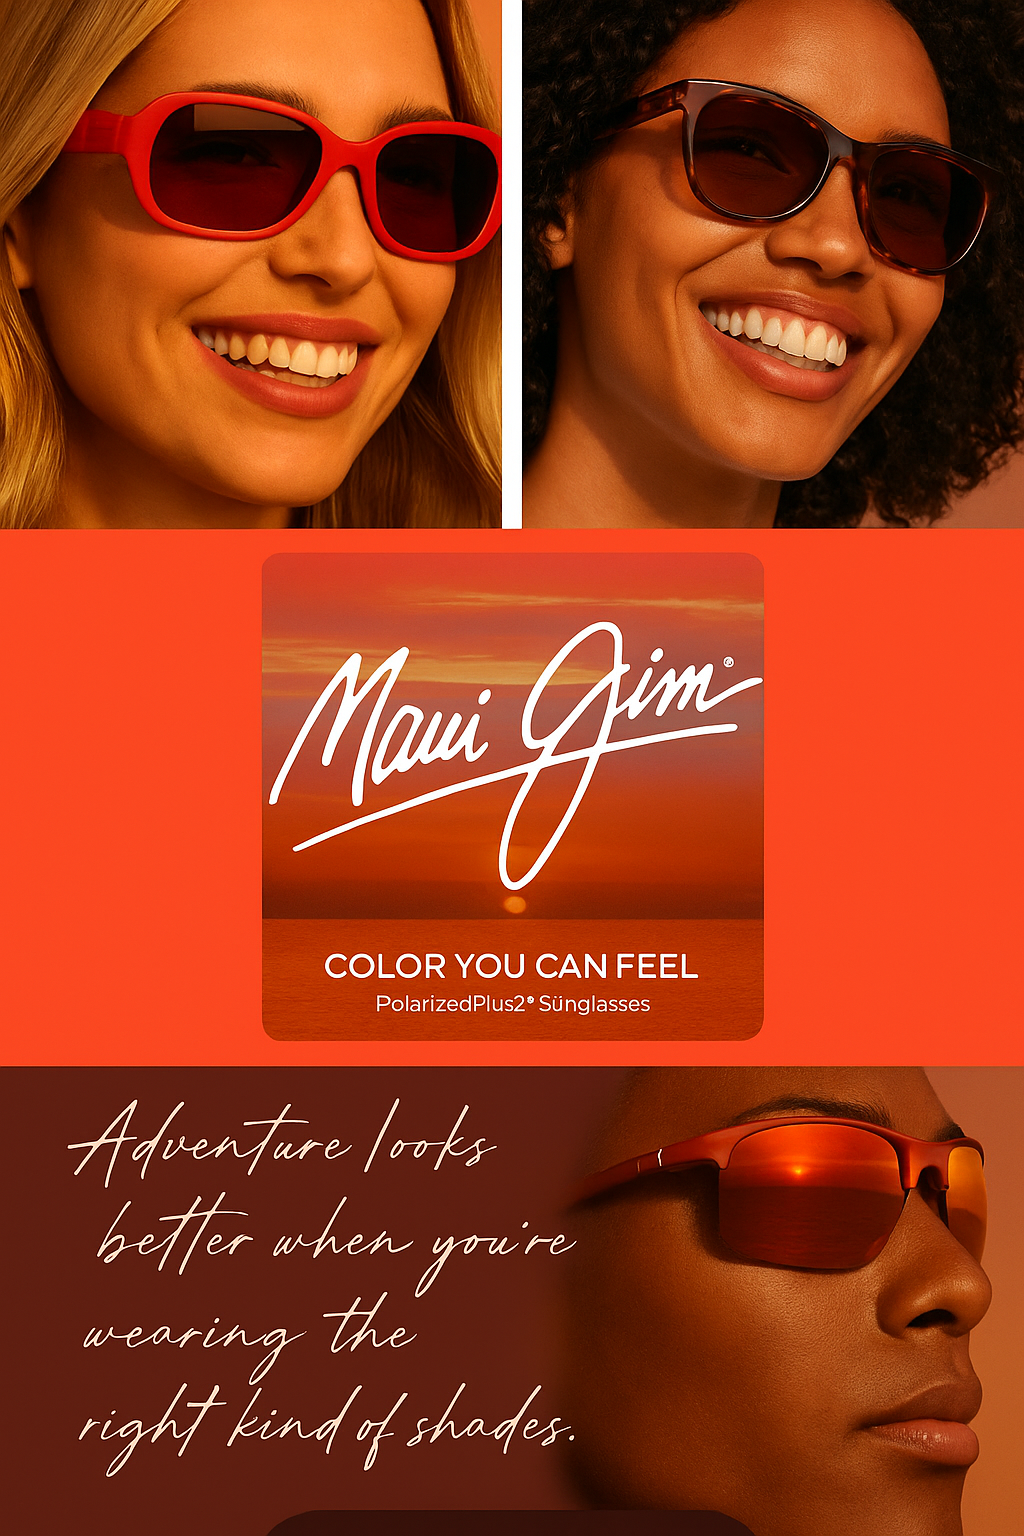 Maui Jim®
COLOR YOU CAN FEEL
PolarizedPlus2® Sünglasses
Adventure looks
better when you're
wearing the
right kind of shades.